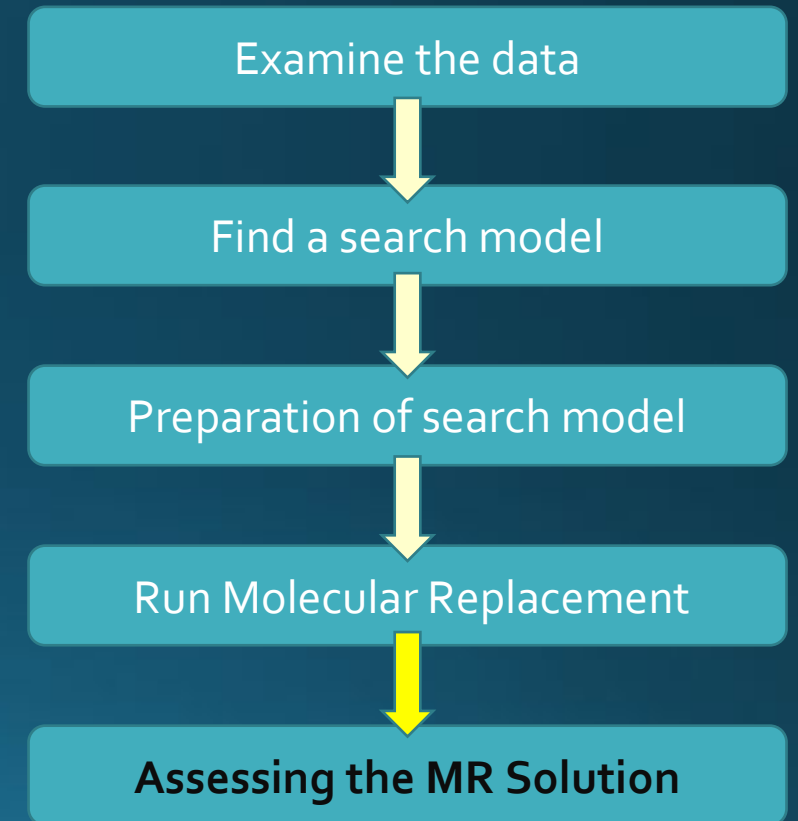 Examine the data
Find a search model
Preparation of search model
Run Molecular Replacement
Assessing the MR Solution